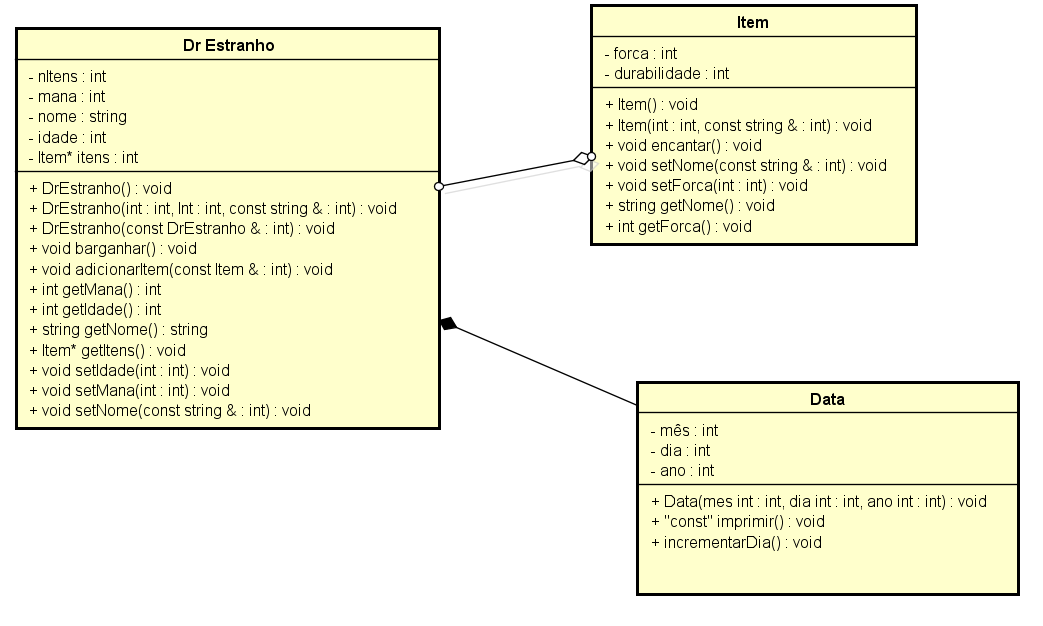 Dr Estranho
- nItens : int
- mana : int
- nome : string
- idade : int
- Item* itens : int
+ DrEstranho() : void
+ DrEstranho(int : int, Int : int, const string & : int) : void
+ DrEstranho(const DrEstranho & : int) : void
+ void barganhar() : void
+ void adicionarItem(const Item & : int) : void
+ int getMana() : int
+ int getIdade() : int
+ string getNome() : string
+ Item* getItens() : void
+ void setIdade(int : int) : void
+ void setMana(int : int) : void
+ void setNome(const string & : int) : void
Item
- forca : int
- durabilidade : int
+ Item() : void
+ Item(int : int, const string & : int) : void
+ void encantar() : void
+ void setNome(const string & : int) : void
+ void setForca(int : int) : void
+ string getNome() : void
+ int getForca() : void
Data
- mês : int
- dia : int
- ano : int
+ Data(mes int : int, dia int : int, ano int : int) : void
+ "const" imprimir() : void
+ incrementarDia() : void